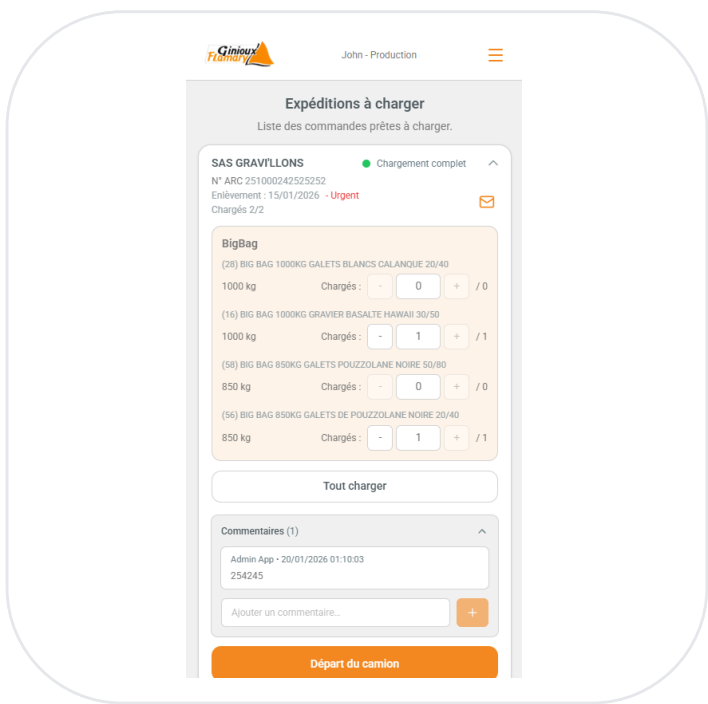 Ginioux
Flamary
John - Production
Expéditions à charger
Liste des commandes prêtes à charger.
SAS GRAVI'LLONS
Chargement complet
N° ARC 251000242525252
Enlèvement : 15/01/2026 - Urgent
Chargés 2/2
BigBag
(28) BIG BAG 1000KG GALETS BLANCS CALANQUE 20/40
1000 kg Chargés : - 0 + / 0
(16) BIG BAG 1000KG GRAVIER BASALTE HAWAII 30/50
1000 kg Chargés : - 1 + / 1
(58) BIG BAG 850KG GALETS POUZZOLANE NOIRE 50/80
850 kg Chargés : - 0 + / 0
(56) BIG BAG 850KG GALETS DE POUZZOLANE NOIRE 20/40
850 kg Chargés : - 1 + / 1
Tout charger
Commentaires (1)
Admin App • 20/01/2026 01:10:03
254245
Ajouter un commentaire...
+
Départ du camion